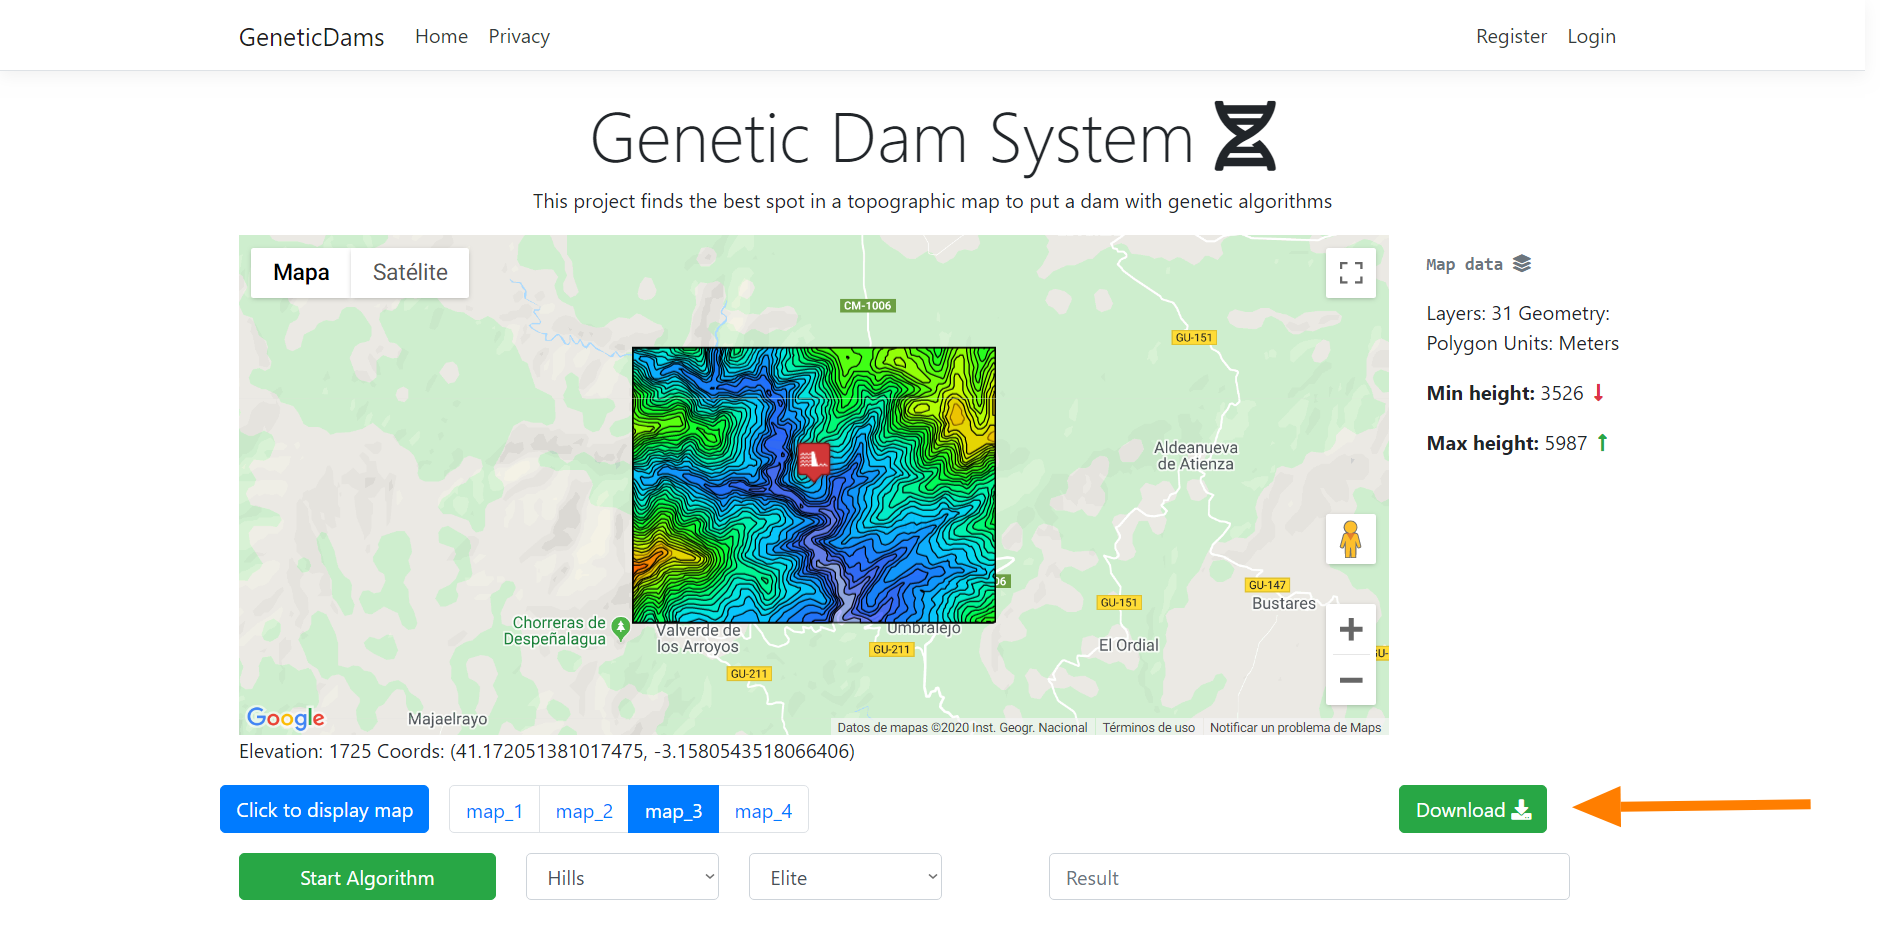 GeneticDams Home Privacy Register Login
Genetic Dam System
This project finds the best spot in a topographic map to put a dam with genetic algorithms
Mapa Satélite
CM-1006
GU-151
Aldeanueva
de Atienza
06
GU-147
GU-151
Bustares
Chorreras de
Despeñalagua
Valverde de
los Arroyos
Umbralejo
GU-211
El Ordial
GU-
GU-211
Majaelrayo
Google
Datos de mapas ©2020 Inst. Geogr. Nacional Términos de uso Notificar un problema de Maps
Map data
Layers: 31 Geometry:
Polygon Units: Meters
Min height: 3526
Max height: 5987
Elevation: 1725 Coords: (41.172051381017475, -3.1580543518066406)
Click to display map map_1 map_2 map_3 map_4 Download
Start Algorithm Hills Elite Result